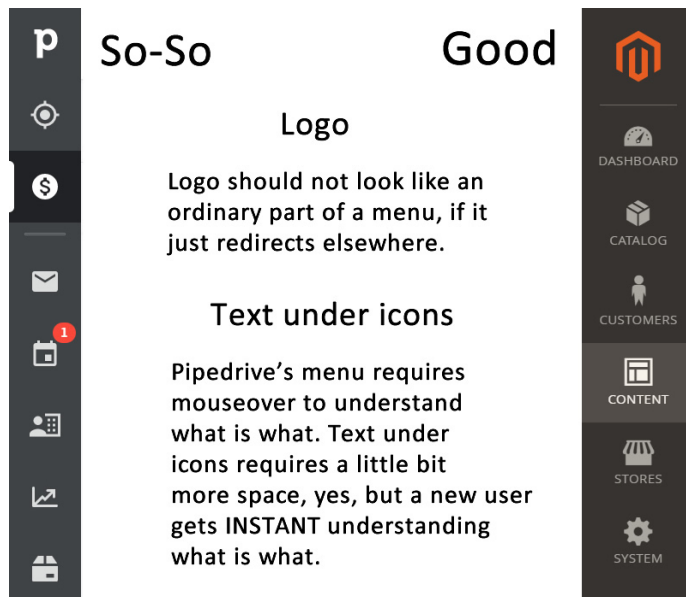 p
So-So
Good
Logo
Logo should not look like an
ordinary part of a menu, if it
just redirects elsewhere.
Text under icons
Pipedrive’s menu requires
mouseover to understand
what is what. Text under
icons requires a little bit
more space, yes, but a new user
gets INSTANT understanding
what is what.
$
1
DASHBOARD
CATALOG
CUSTOMERS
CONTENT
STORES
SYSTEM